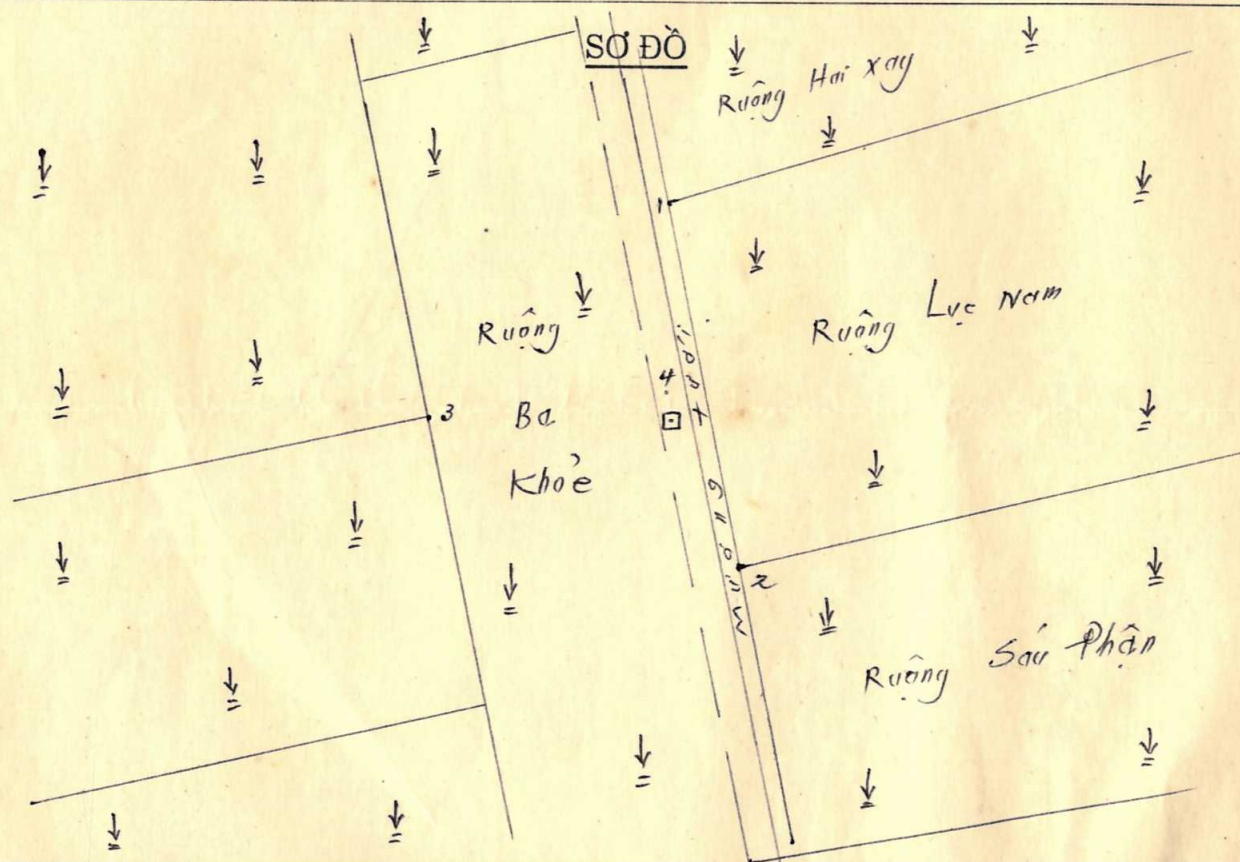 SƠ ĐỒ
Ruộng Hai Xay
1
Ruộng Lục Nam
Ruộng
Ba
Khỏe
3
4
Mương
2
Ruộng Sáu Phận